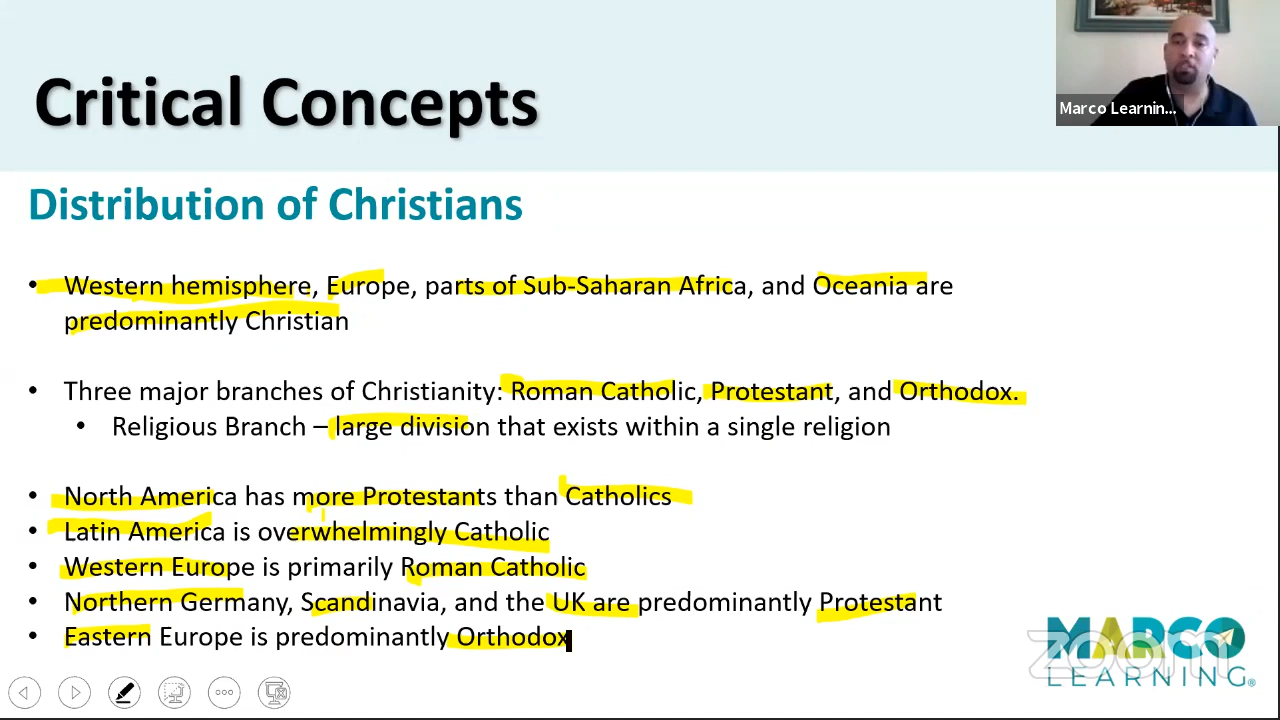 Critical Concepts
Marco Learnin...
Distribution of Christians
• Western hemisphere, Europe, parts of Sub-Saharan Africa, and Oceania are
predominantly Christian
• Three major branches of Christianity: Roman Catholic, Protestant, and Orthodox.
• Religious Branch – large division that exists within a single religion
• North America has more Protestants than Catholics
• Latin America is overwhelmingly Catholic
• Western Europe is primarily Roman Catholic
• Northern Germany, Scandinavia, and the UK are predominantly Protestant
• Eastern Europe is predominantly Orthodox
MARCO
zoom
LEARNING®